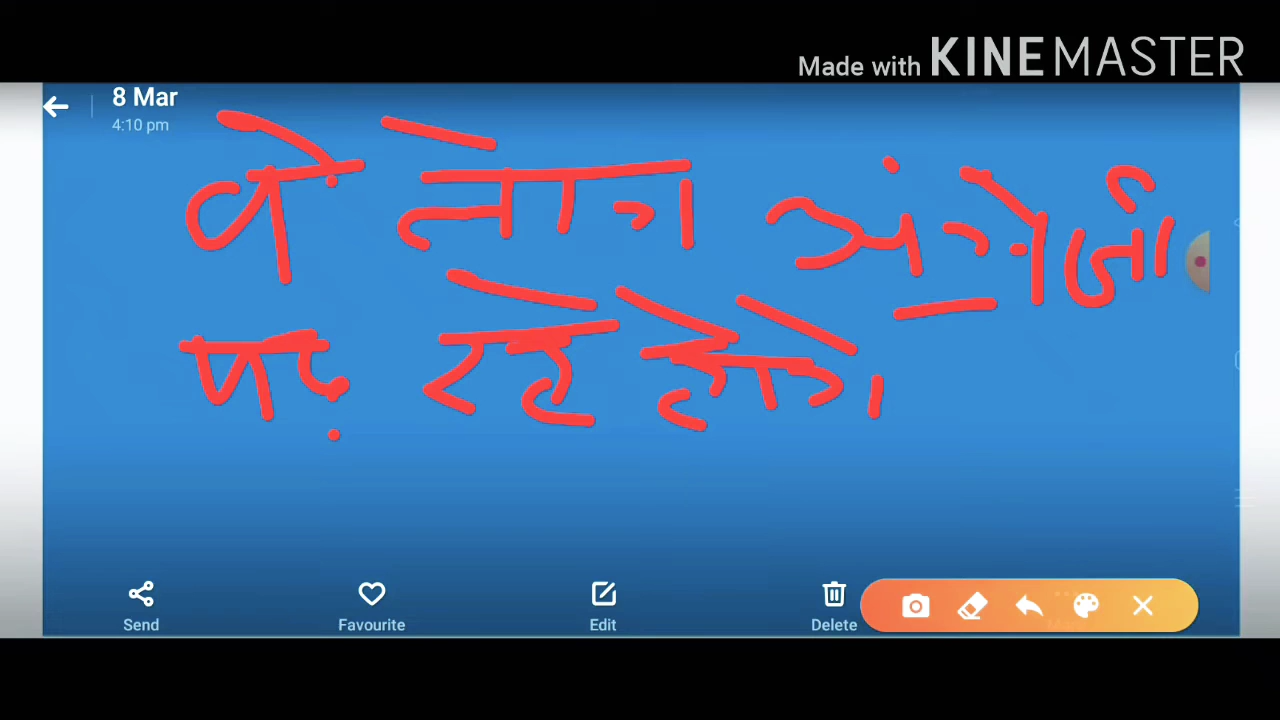 Made with KINEMASTER
8 Mar
4:10 pm
वे लोग अंग्रेजी
पढ़ रहे होंगे।
Send
Favourite
Edit
Delete